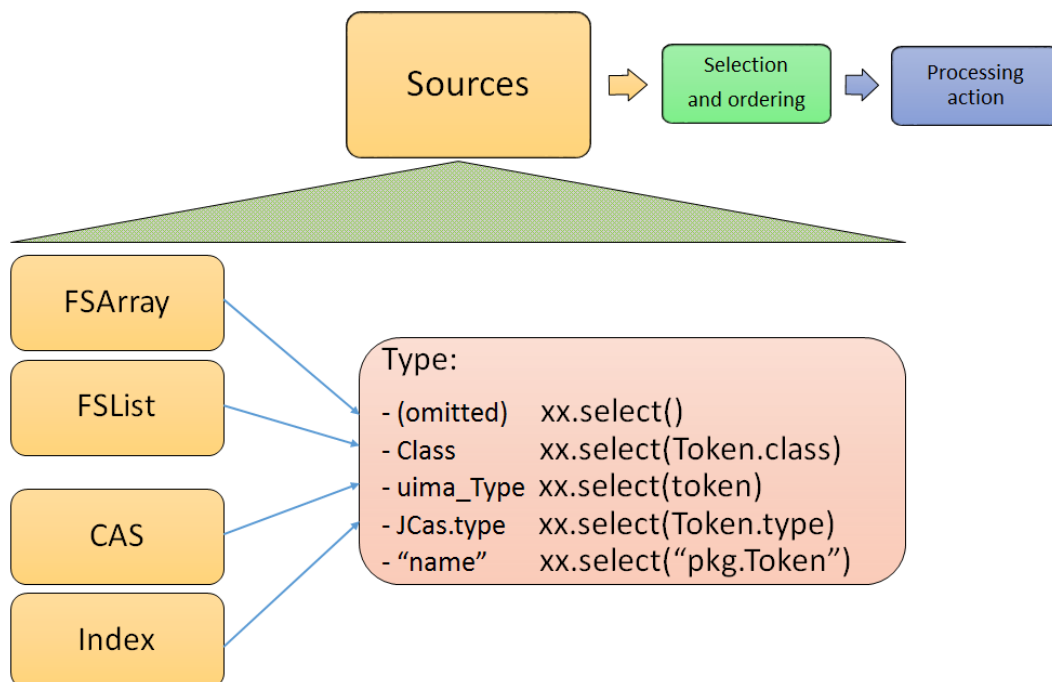 Sources
Selection
and ordering
Processing
action
FSArray
FSList
CAS
Index
Type:
- (omitted) xx.select()
- Class xx.select(Token.class)
- uima_Type xx.select(token)
- JCas.type xx.select(Token.type)
- “name” xx.select(“pkg.Token”)